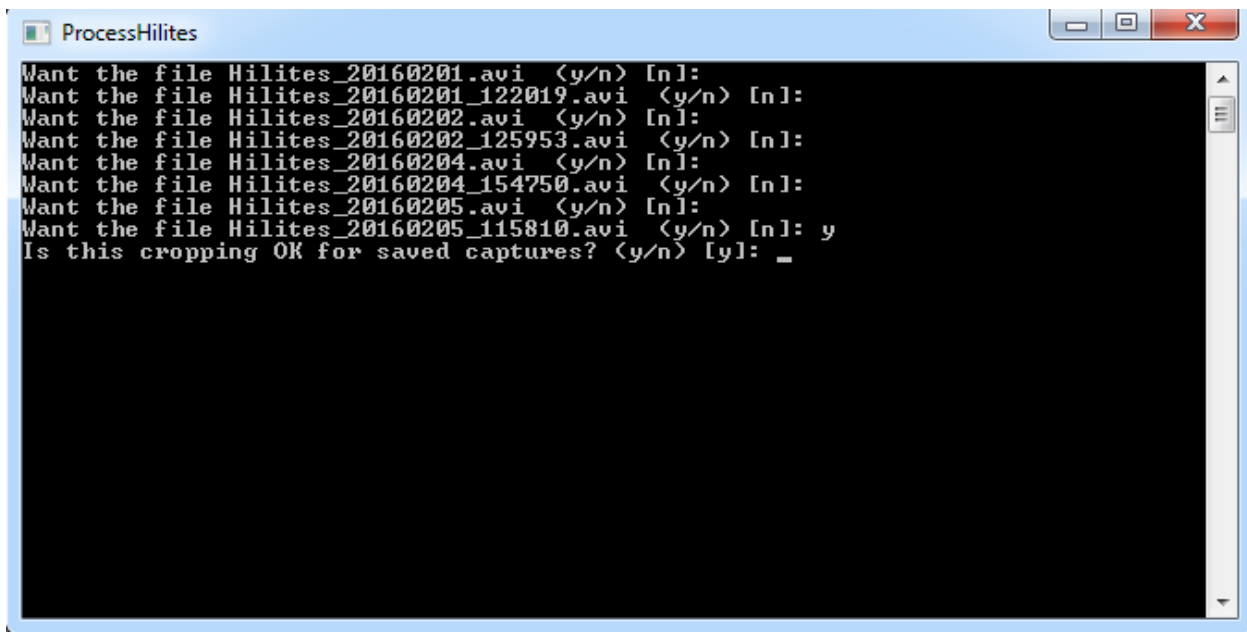 ProcessHilites
Want the file Hilites_20160201.avi  (y/n) [n]:
Want the file Hilites_20160201_122019.avi  (y/n) [n]:
Want the file Hilites_20160202.avi  (y/n) [n]:
Want the file Hilites_20160202_125953.avi  (y/n) [n]:
Want the file Hilites_20160204.avi  (y/n) [n]:
Want the file Hilites_20160204_154750.avi  (y/n) [n]:
Want the file Hilites_20160205.avi  (y/n) [n]:
Want the file Hilites_20160205_115810.avi  (y/n) [n]: y
Is this cropping OK for saved captures? (y/n) [y]: _